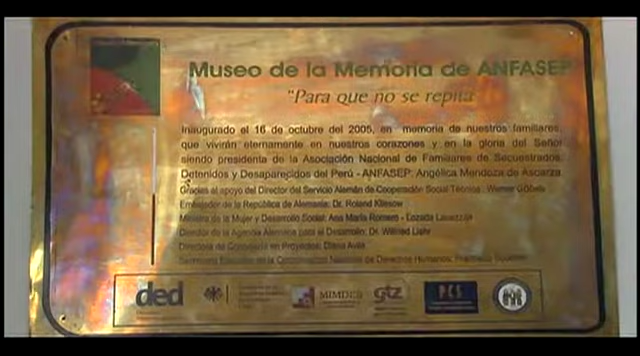 Museo de la Memoria de ANFASEP
"Para que no se repita
Inaugurado el 16 de octubre del 2005, en memoria de nuestros familiares,
que vivirán eternamente en nuestros corazones y en la gloria del Señor
siendo presidenta de la Asociación Nacional de Familiares de Secuestrados,
Detenidos y Desaparecidos del Perú - ANFASEP: Angélica Mendoza de Ascarza.
Gracias al apoyo del Director del Servicio Alemán de Cooperación Social Técnica: Werner
Embajador de la República de Alemania: Dr. Roland Kliesow
Ministra de la Mujer y Desarrollo Social: Ana María Romero - Lozada
Director de la Agencia Alemana para el Desarrollo: Dr. Wilfried Liehr
Directora de en Proyectos: Diana Avila
de Derechos Humanos:
ded MIMDES gtz PCS